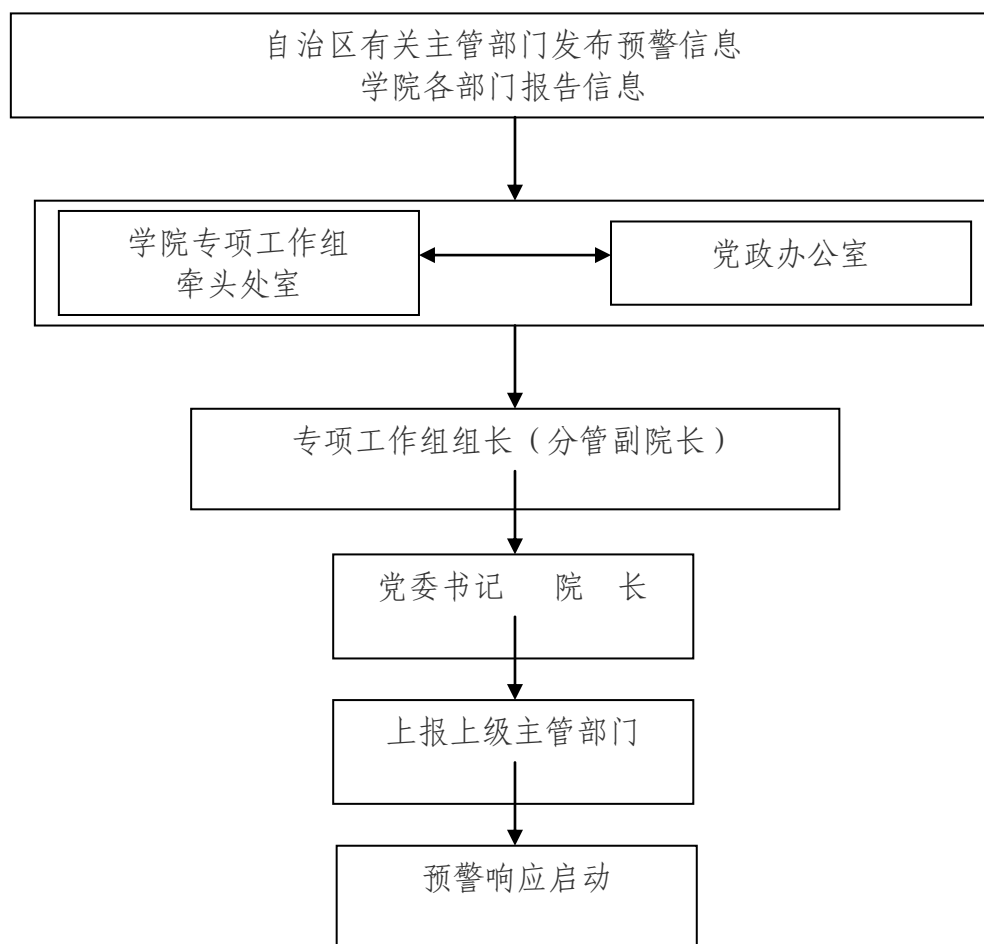 自治区有关主管部门发布预警信息
学院各部门报告信息
学院专项工作组
牵头处室
党政办公室
专项工作组组长（分管副院长）
党委书记 院 长
上报上级主管部门
预警响应启动